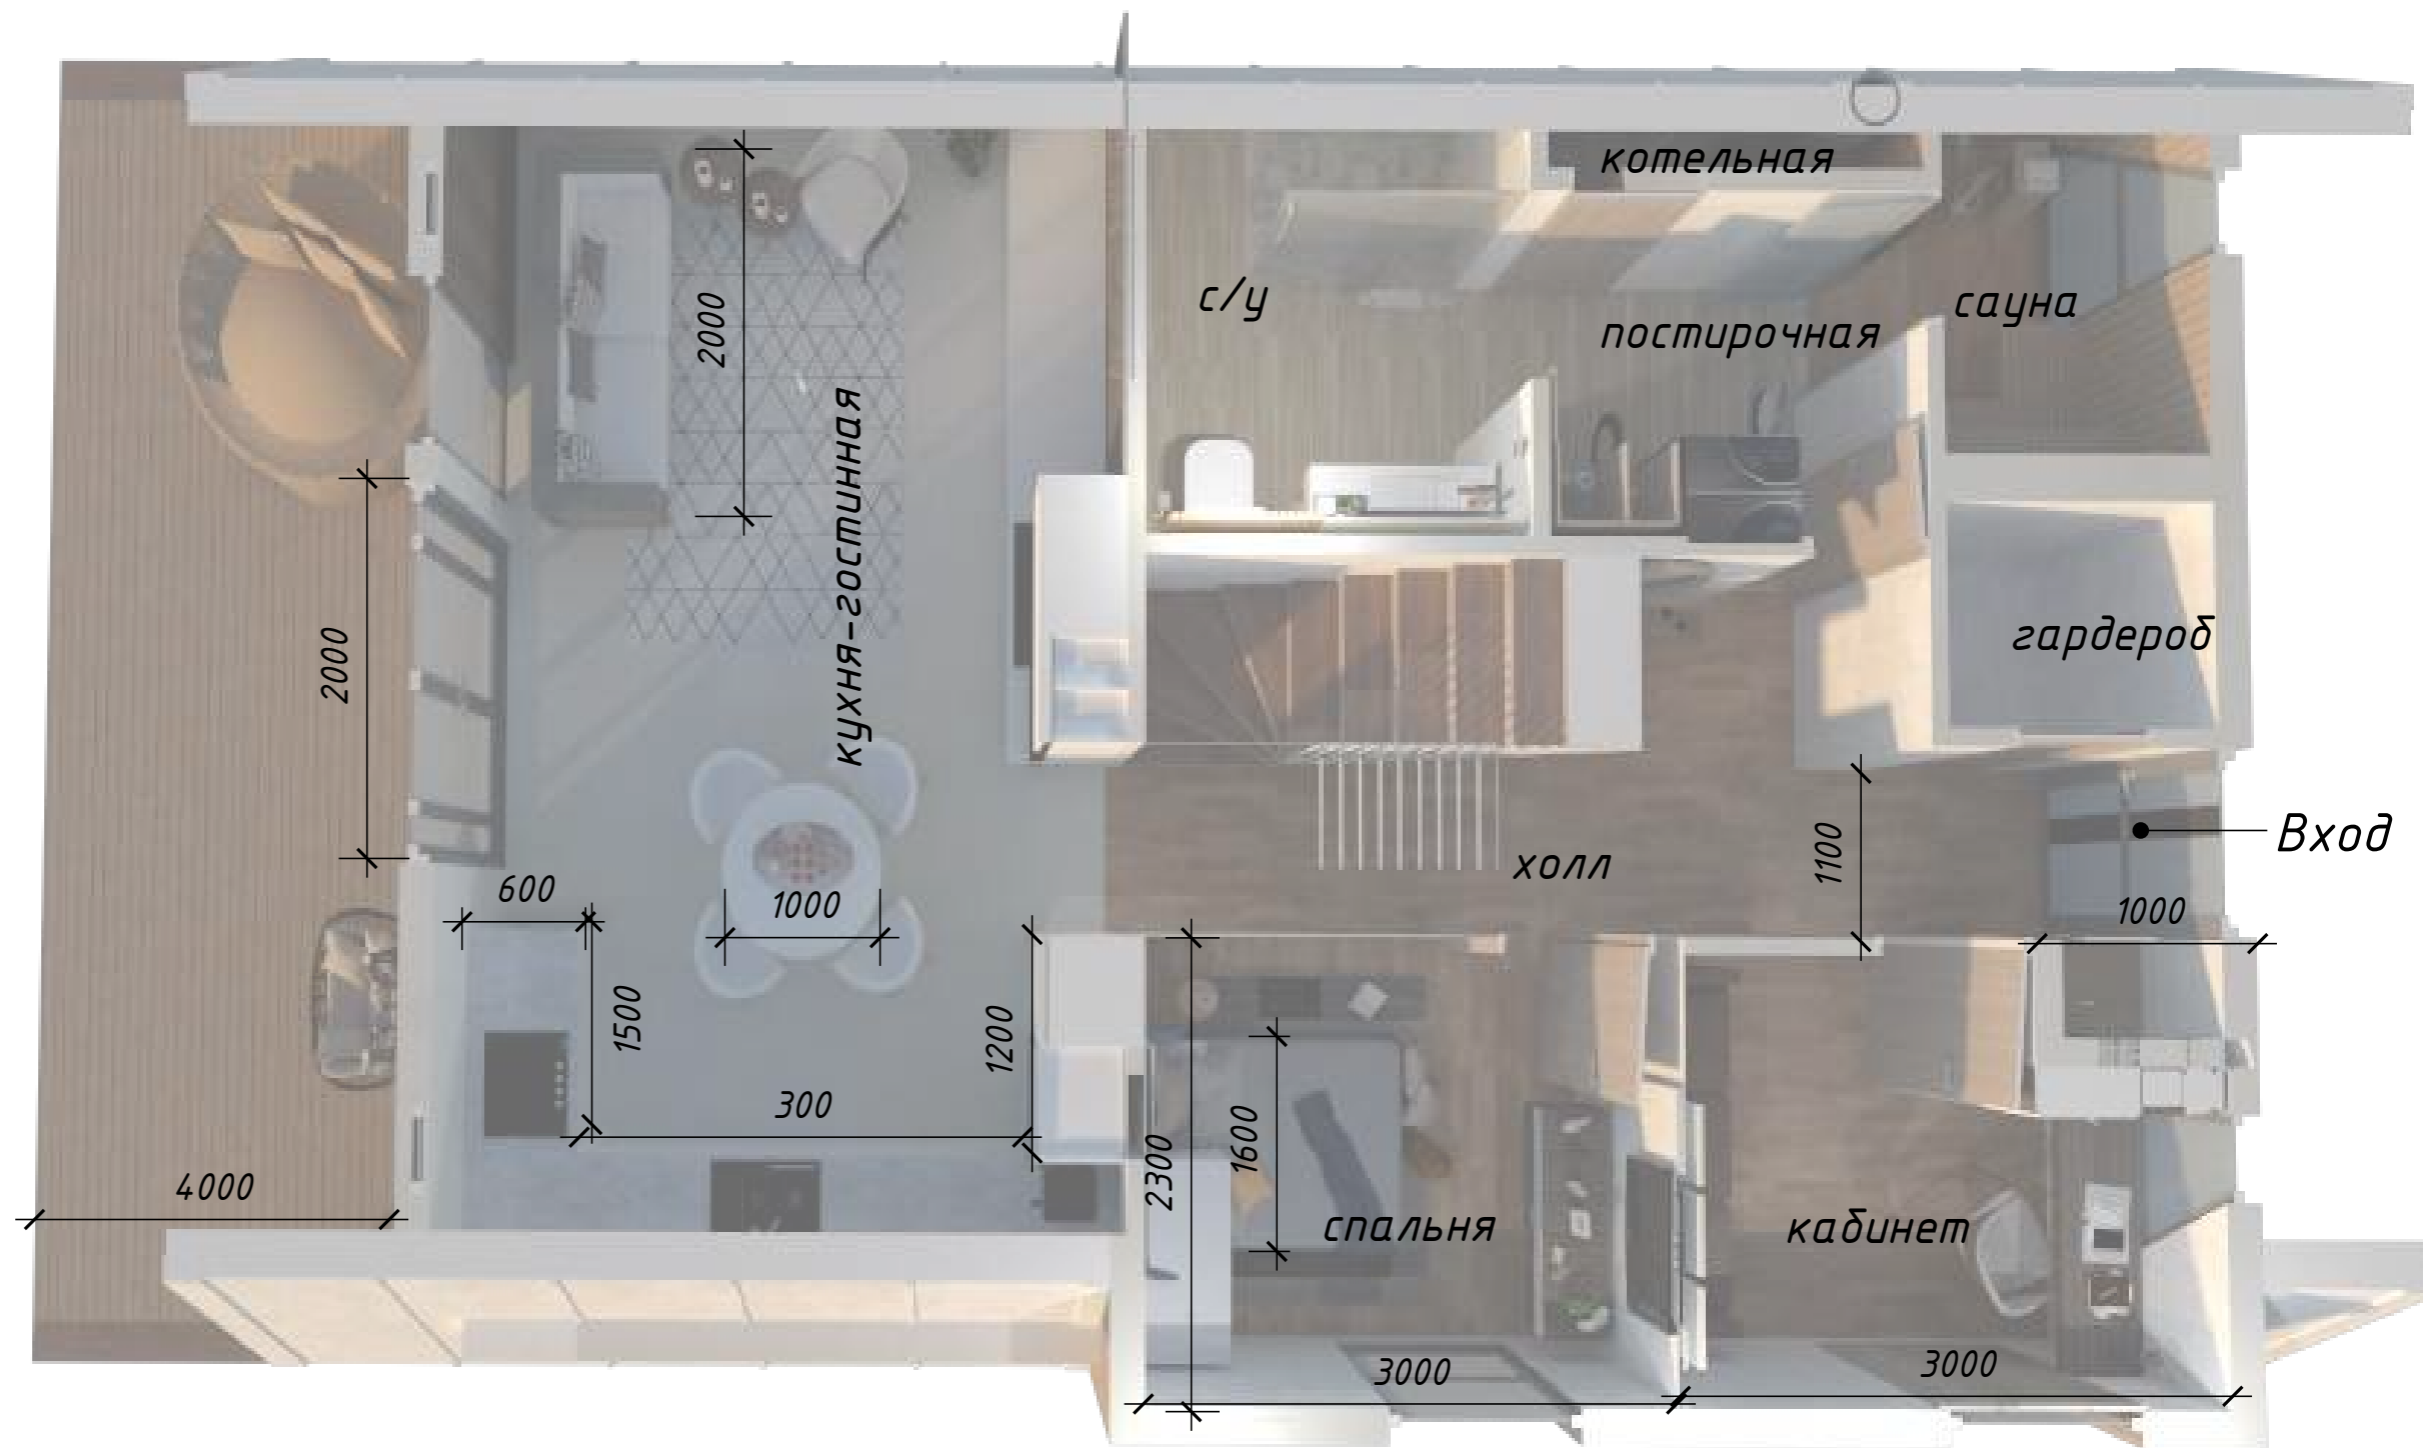 котельная
с/у
сауна
постирочная
2000
кухня-гостинная
2000
гардероб
Вход
холл
1100
600
1000
1000
1500
1200
300
1600
2300
4000
спальня
кабинет
3000
3000